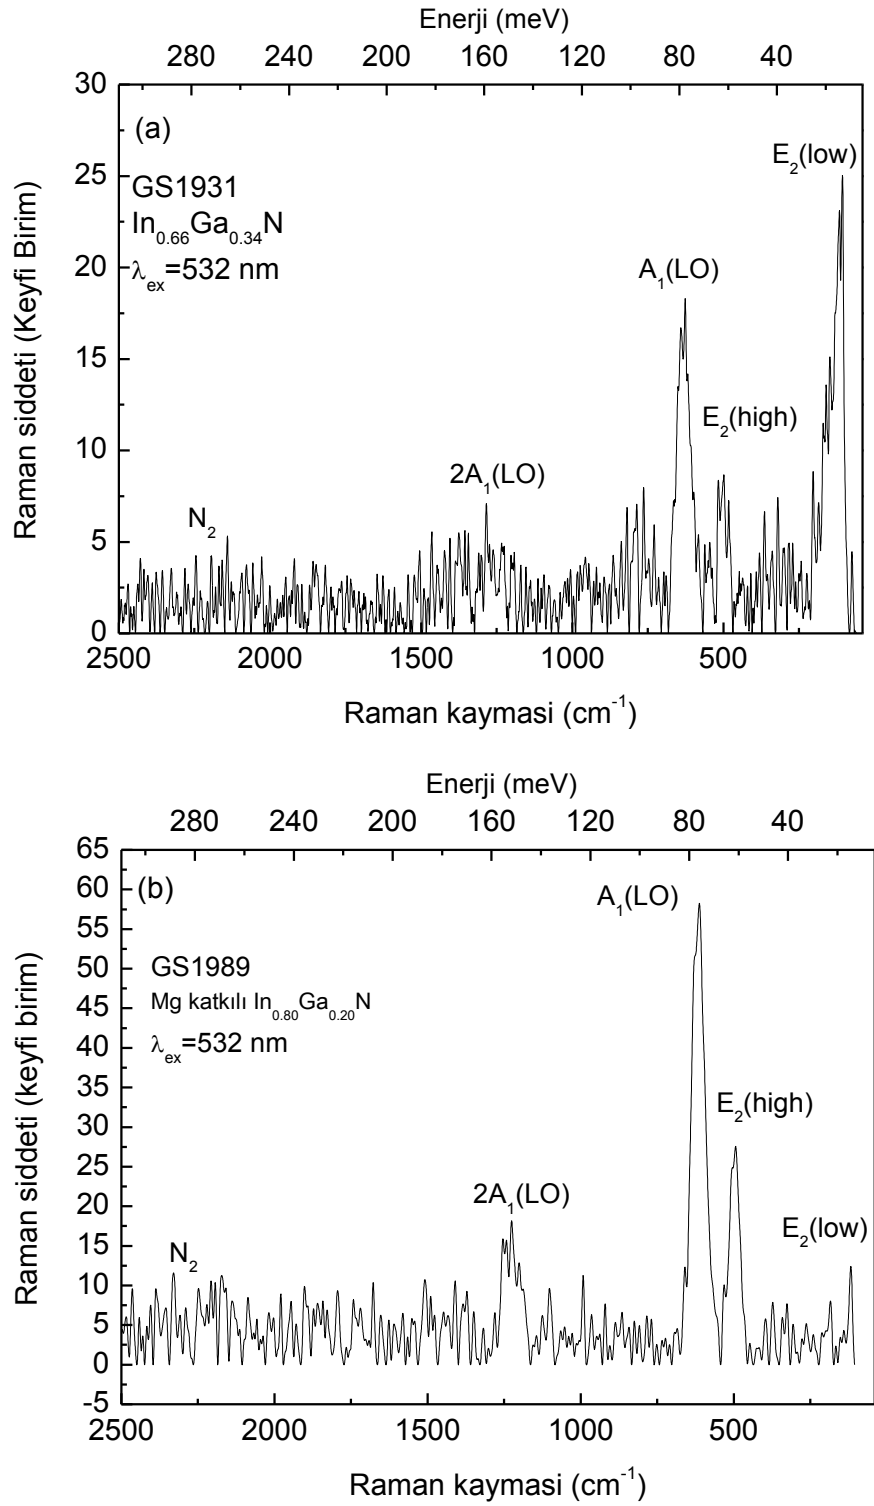 Enerji (meV)
280 240 200 160 120 80 40
30
(a)
E₂(low)
25
GS1931
In₀.₆₆Ga₀.₃₄N
λₑₓ=532 nm
A₁(LO)
20
15
E₂(high)
10
2A₁(LO)
N₂
5
0
2500 2000 1500 1000 500
Raman siddeti (Keyfi Birim)
Raman kaymasi (cm⁻¹)
Enerji (meV)
280 240 200 160 120 80 40
65
(b)
A₁(LO)
60
55
GS1989
50
Mg katkılı In₀.₈₀Ga₀.₂₀N
45
λₑₓ=532 nm
40
35
E₂(high)
30
25
2A₁(LO)
20
E₂(low)
N₂
15
10
5
0
-5
2500 2000 1500 1000 500
Raman siddeti (keyfi birim)
Raman kaymasi (cm⁻¹)